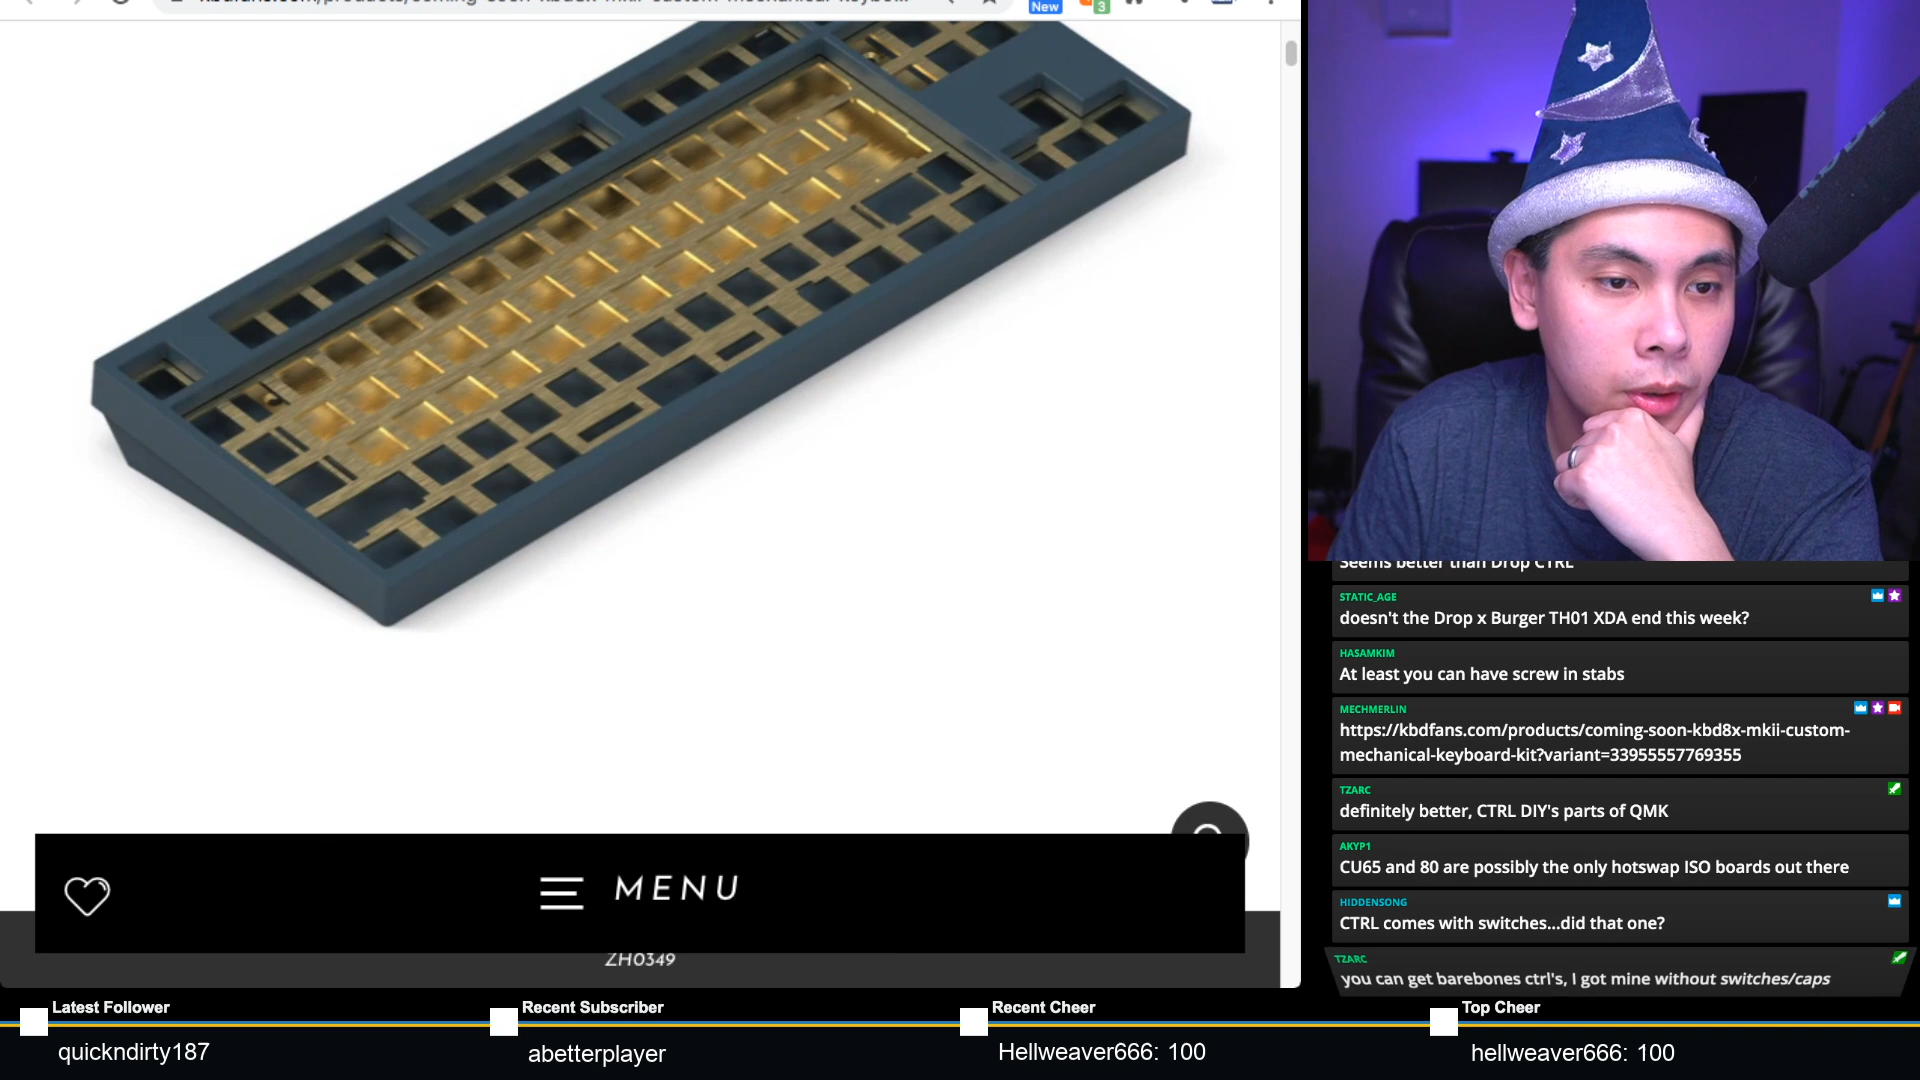 New
3
MENU
ZH0349
Seems better than Drop CTRL
STATIC_AGE
doesn't the Drop x Burger TH01 XDA end this week?
HASAMKIM
At least you can have screw in stabs
MECHMERLIN
https://kbdfans.com/products/coming-soon-kbd8x-mkii-custom-
mechanical-keyboard-kit?variant=33955557769355
TZARC
definitely better, CTRL DIY's parts of QMK
AKYP1
CU65 and 80 are possibly the only hotswap ISO boards out there
HIDDENSONG
CTRL comes with switches...did that one?
TZARC
you can get barebones ctrl's, I got mine without switches/caps
Latest Follower
quickndirty187
Recent Subscriber
abetterplayer
Recent Cheer
Hellweaver666: 100
Top Cheer
hellweaver666: 100